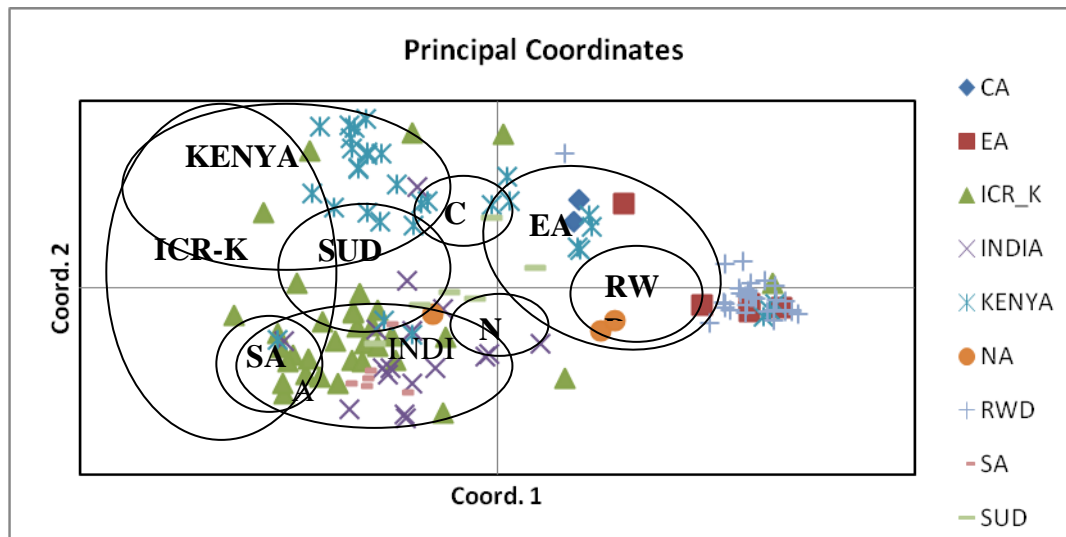 Principal Coordinates
KENYA
ICR-K
SUD
C
EA
RW
N
SA
INDI
A
Coord. 2
Coord. 1
CA
EA
ICR_K
INDIA
KENYA
NA
RWD
SA
SUD